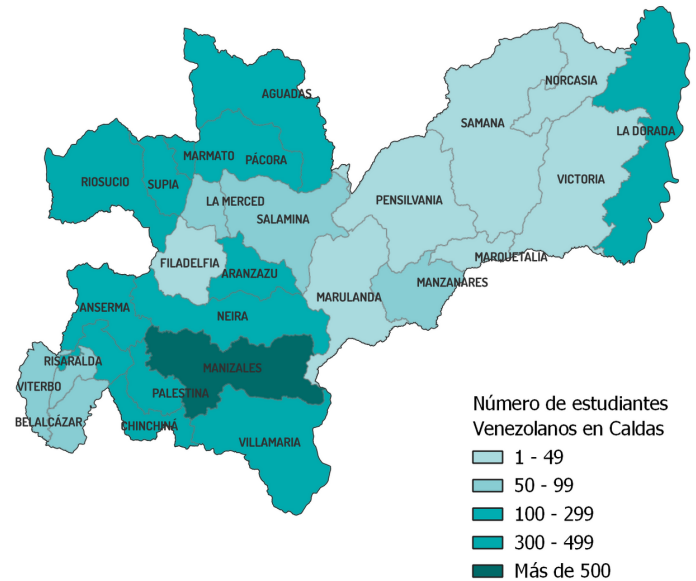 NORCASIA
AGUADAS
SAMANA
LA DORADA
MARMATO
PÁCORA
RIOSUCIO
SUPIA
VICTORIA
LA MERCED
PENSILVANIA
SALAMINA
FILADELFIA
MARQUETALIA
ARANZAZU
MANZANARES
MARULANDA
ANSERMA
NEIRA
RISARALDA
MANIZALES
VITERBO
PALESTINA
BELALCÁZAR
CHINCHINÁ
VILLAMARIA
Número de estudiantes
Venezolanos en Caldas
1 - 49
50 - 99
100 - 299
300 - 499
Más de 500